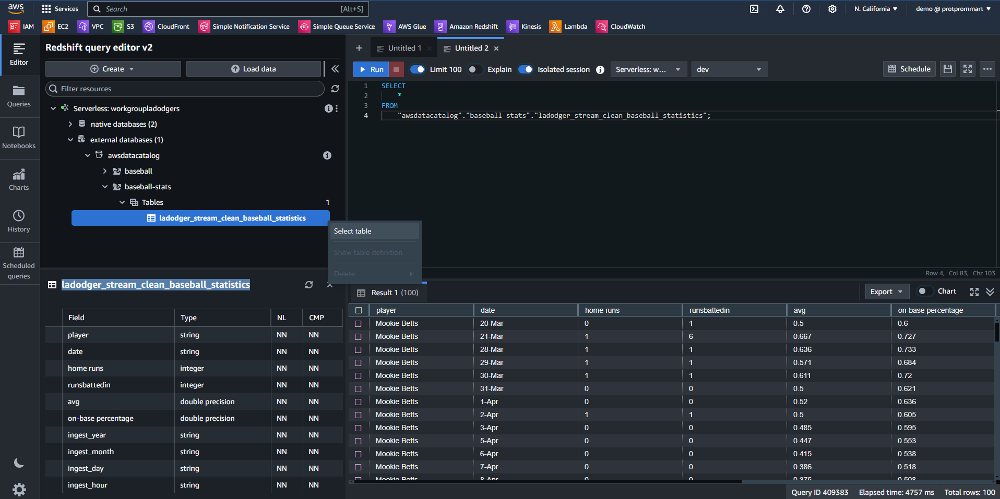 aws
Services
Search
[Alt+S]
N. California
demo @ protprommart
IAM
EC2
VPC
S3
CloudFront
Simple Notification Service
Simple Queue Service
AWS Glue
Amazon Redshift
Kinesis
Lambda
CloudWatch
Editor
Queries
Notebooks
Charts
History
Scheduled
queries
Redshift query editor v2
Create
Load data
Filter resources
Serverless: workgroupladodgers
native databases (2)
external databases (1)
awsdatacatalog
baseball
baseball-stats
Tables 1
ladodger_stream_clean_baseball_statistics
Select table
Show table definition
Delete
ladodger_stream_clean_baseball_statistics
Field Type NL CMP
player string NN NN
date string NN NN
home runs integer NN NN
runsbattedin integer NN NN
avg double precision NN NN
on-base percentage double precision NN NN
ingest_year string NN NN
ingest_month string NN NN
ingest_day string NN NN
ingest_hour string NN NN
Untitled 1
Untitled 2
Run
Limit 100
Explain
Isolated session
Serverless: w...
dev
Schedule
1 SELECT
2 *
3 FROM
4 "awsdatacatalog"."baseball-stats"."ladodger_stream_clean_baseball_statistics";
Row 4, Col 83, Chr 103
Result 1 (100)
Export
Chart
player date home runs runsbattedin avg on-base percentage
Mookie Betts 20-Mar 0 1 0.5 0.6
Mookie Betts 21-Mar 1 6 0.667 0.727
Mookie Betts 28-Mar 1 1 0.636 0.733
Mookie Betts 29-Mar 1 1 0.571 0.684
Mookie Betts 30-Mar 1 1 0.611 0.72
Mookie Betts 31-Mar 0 0 0.5 0.621
Mookie Betts 1-Apr 0 0 0.52 0.636
Mookie Betts 2-Apr 1 1 0.5 0.605
Mookie Betts 3-Apr 0 0 0.485 0.595
Mookie Betts 5-Apr 0 0 0.447 0.553
Mookie Betts 6-Apr 0 0 0.415 0.538
Mookie Betts 7-Apr 0 0 0.386 0.518
Mookie Betts 8-Apr 0 0 0.375 0.508
Query ID 409383 Elapsed time: 4757 ms Total rows: 100